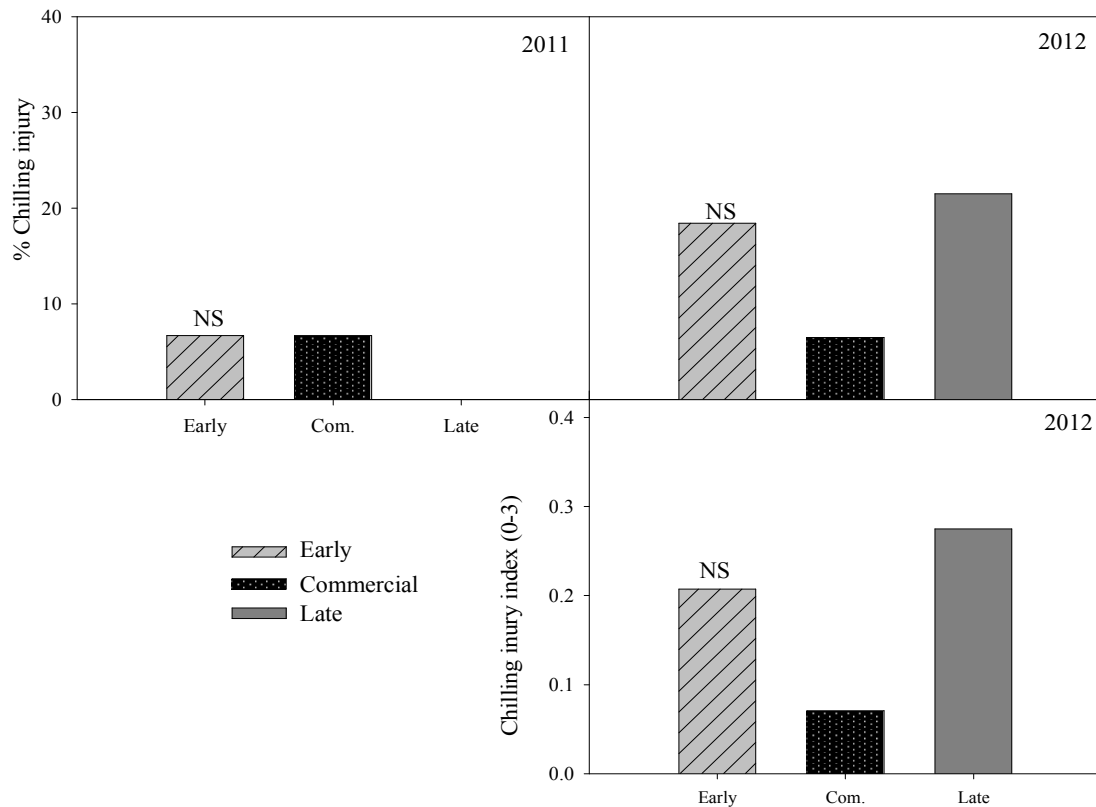 2011
40
30
20
10
0
% Chilling injury
NS
Early
Com.
Late
2012
NS
Early
Commercial
Late
2012
0.4
0.3
0.2
0.1
0.0
Chilling inury index (0-3)
NS
Early
Com.
Late